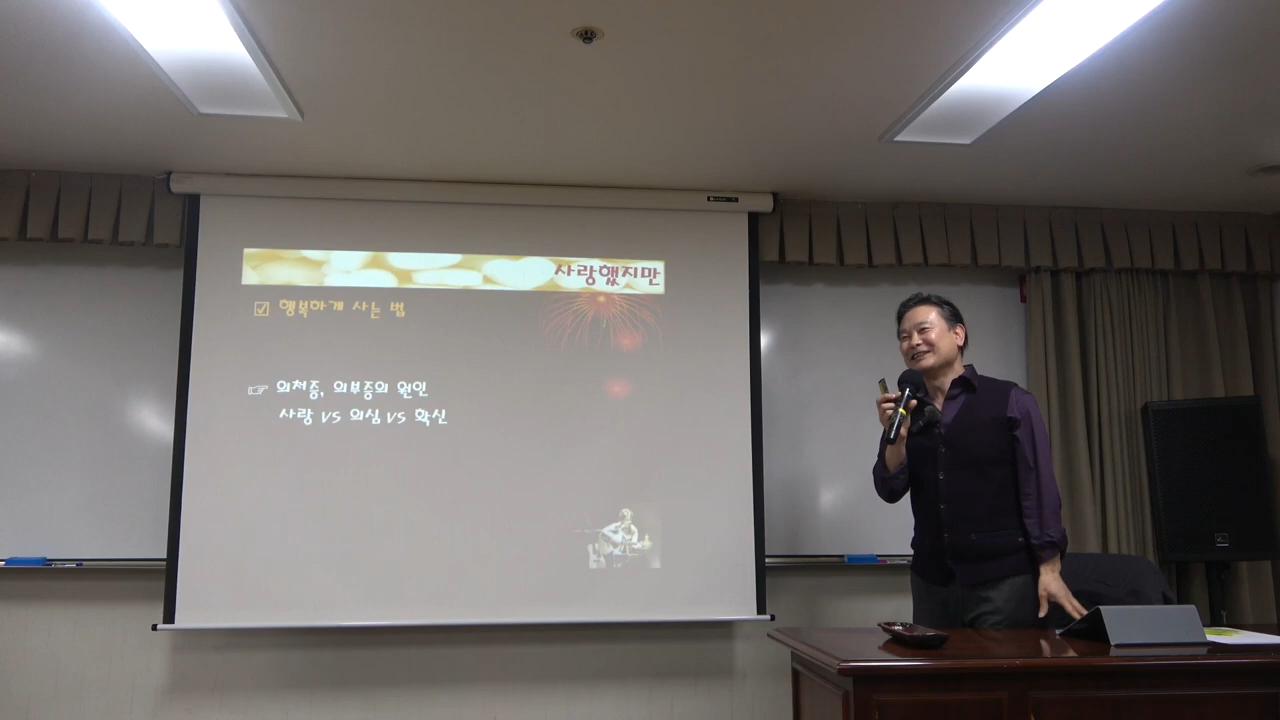 사랑했지만
☑ 행복하게 사는 법
☞ 의처증, 의부증의 원인
사랑 vs 의심 vs 확신